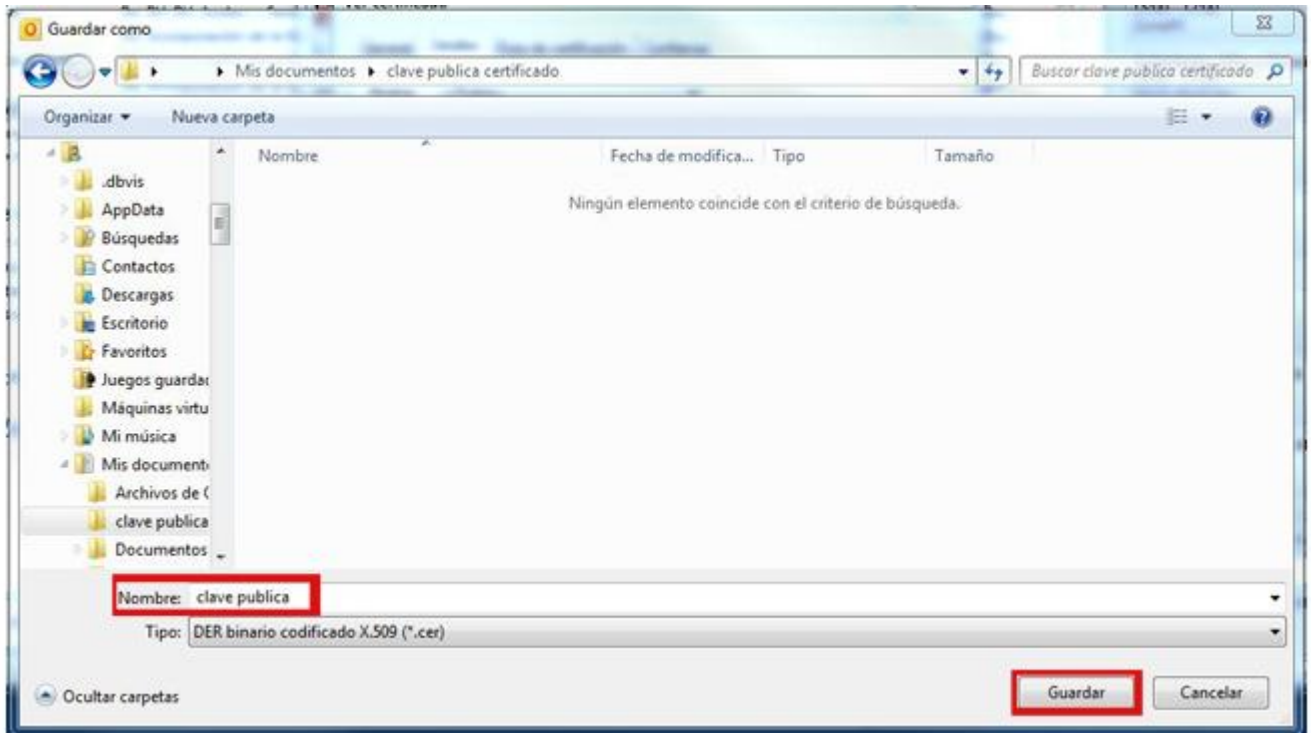 Guardar como
Mis documentos clave publica certificado
Buscar clave publica certificado
Organizar Nueva carpeta
Nombre Fecha de modifica... Tipo Tamaño
Ningún elemento coincide con el criterio de búsqueda.
.dbvis
AppData
Búsquedas
Contactos
Descargas
Escritorio
Favoritos
Juegos guardar
Máquinas virtu
Mi música
Mis document
Archivos de
clave publica
Documentos
Nombre: clave publica
Tipo: DER binario codificado X.509 (*.cer)
Ocultar carpetas
Guardar Cancelar